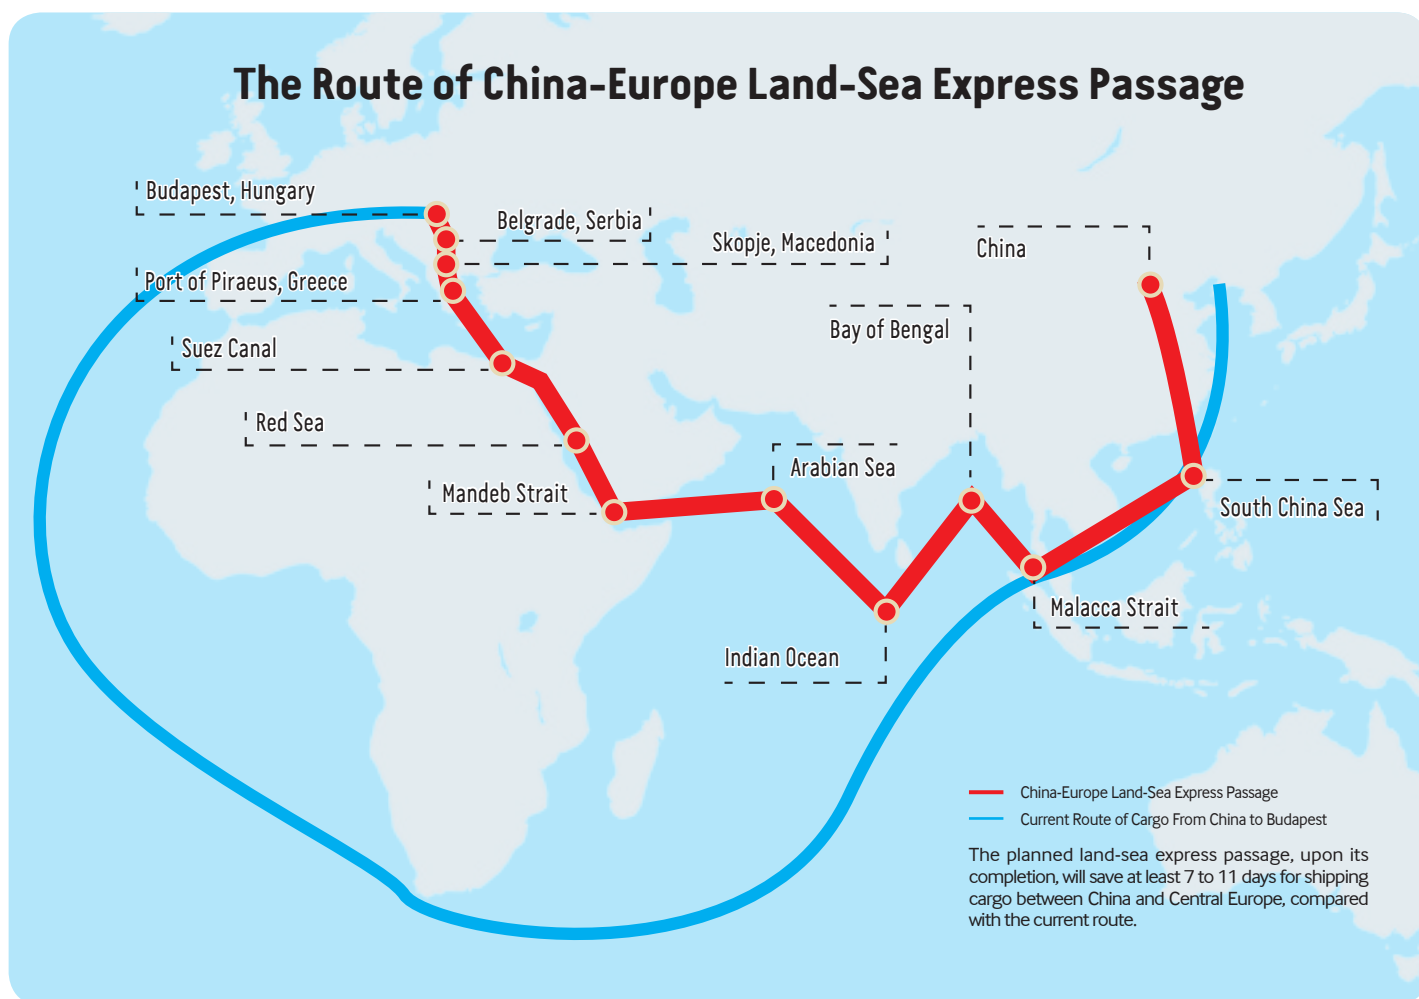 The Route of China-Europe Land-Sea Express Passage
Budapest, Hungary
Belgrade, Serbia
Skopje, Macedonia
China
Port of Piraeus, Greece
Bay of Bengal
Suez Canal
Red Sea
Arabian Sea
Mandeb Strait
South China Sea
Malacca Strait
Indian Ocean
China-Europe Land-Sea Express Passage
Current Route of Cargo From China to Budapest
The planned land-sea express passage, upon its
completion, will save at least 7 to 11 days for shipping
cargo between China and Central Europe, compared
with the current route.